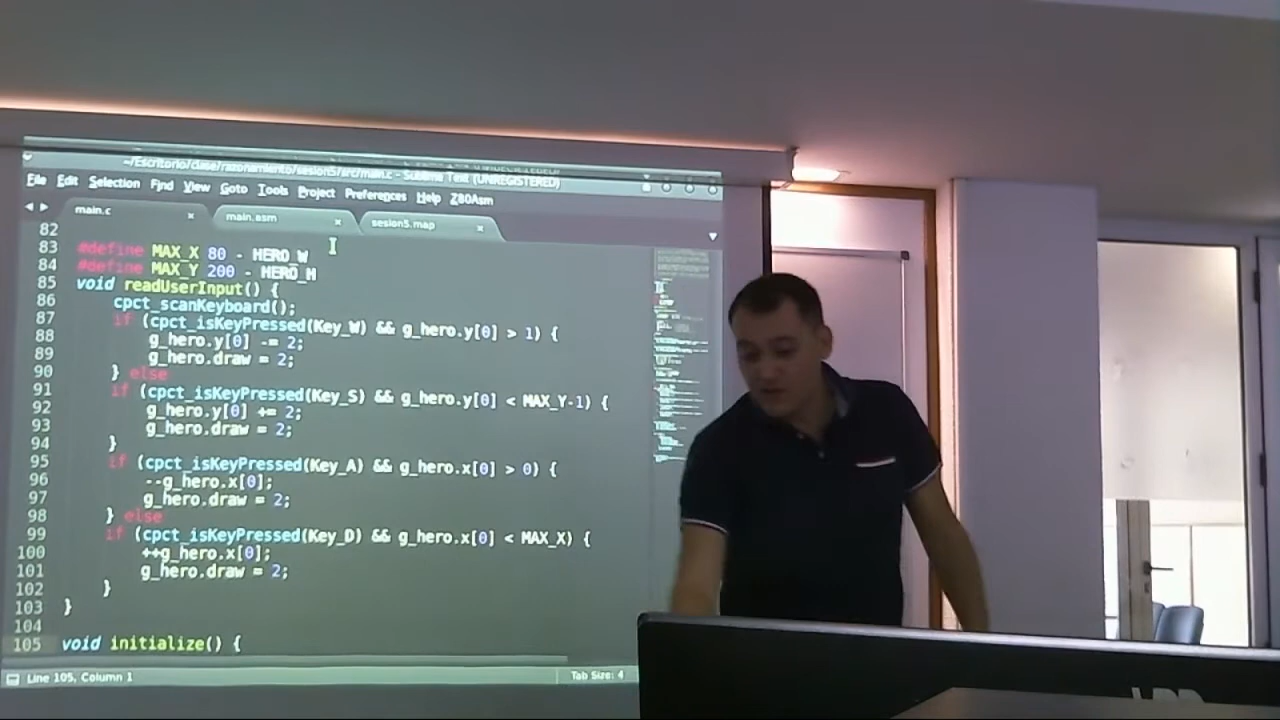 ~/Escritorio/clase/razonamiento/sesion5/src/main.c - Sublime Text (UNREGISTERED)
File Edit Selection Find View Goto Tools Project Preferences Help Z80Asm
main.c × main.asm × sesion5.map ×
82
83 #define MAX_X 80 - HERO_W
84 #define MAX_Y 200 - HERO_H
85 void readUserInput() {
86 cpct_scanKeyboard();
87 if (cpct_isKeyPressed(Key_W) && g_hero.y[0] > 1) {
88 g_hero.y[0] -= 2;
89 g_hero.draw = 2;
90 } else
91 if (cpct_isKeyPressed(Key_S) && g_hero.y[0] < MAX_Y-1) {
92 g_hero.y[0] += 2;
93 g_hero.draw = 2;
94 }
95 if (cpct_isKeyPressed(Key_A) && g_hero.x[0] > 0) {
96 --g_hero.x[0];
97 g_hero.draw = 2;
98 } else
99 if (cpct_isKeyPressed(Key_D) && g_hero.x[0] < MAX_X) {
100 ++g_hero.x[0];
101 g_hero.draw = 2;
102 }
103 }
104
105 void initialize() {
Line 105, Column 1 Tab Size: 4